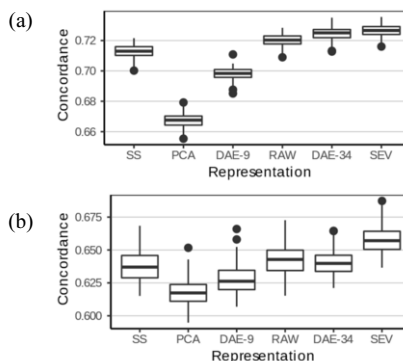 (a)
Concordance
0.72
0.70
0.68
0.66
SS PCA DAE-9 RAW DAE-34 SEV
Representation
(b)
Concordance
0.675
0.650
0.625
0.600
SS PCA DAE-9 RAW DAE-34 SEV
Representation